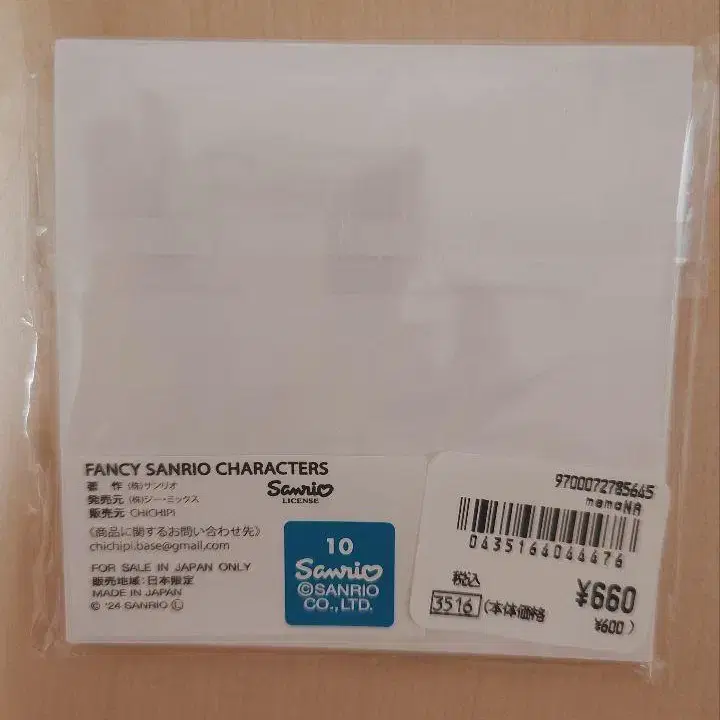 FANCY SANRIO CHARACTERS
著 作 (株)サンリオ
発売元 (株)ジー・ミックス
販売元 CHICHIPI
Sanrio
LICENSE
《商品に関するお問い合わせ先》
chichipi.base@gmail.com
FOR SALE IN JAPAN ONLY
販売地域:日本限定
MADE IN JAPAN
© '24 SANRIO Ⓛ
10
Sanrio
©SANRIO
CO., LTD.
9700072785645
memoNA
0435164044476
税込
¥660
3516 (本体価格 ¥600)